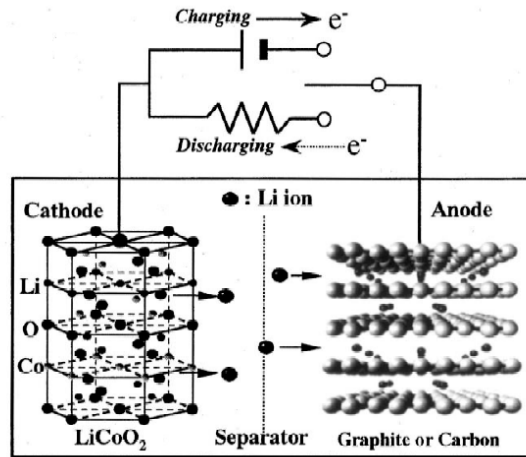 Charging e⁻
Discharging e⁻
Cathode : Li ion Anode
Li
O
Co
LiCoO₂ Separator Graphite or Carbon